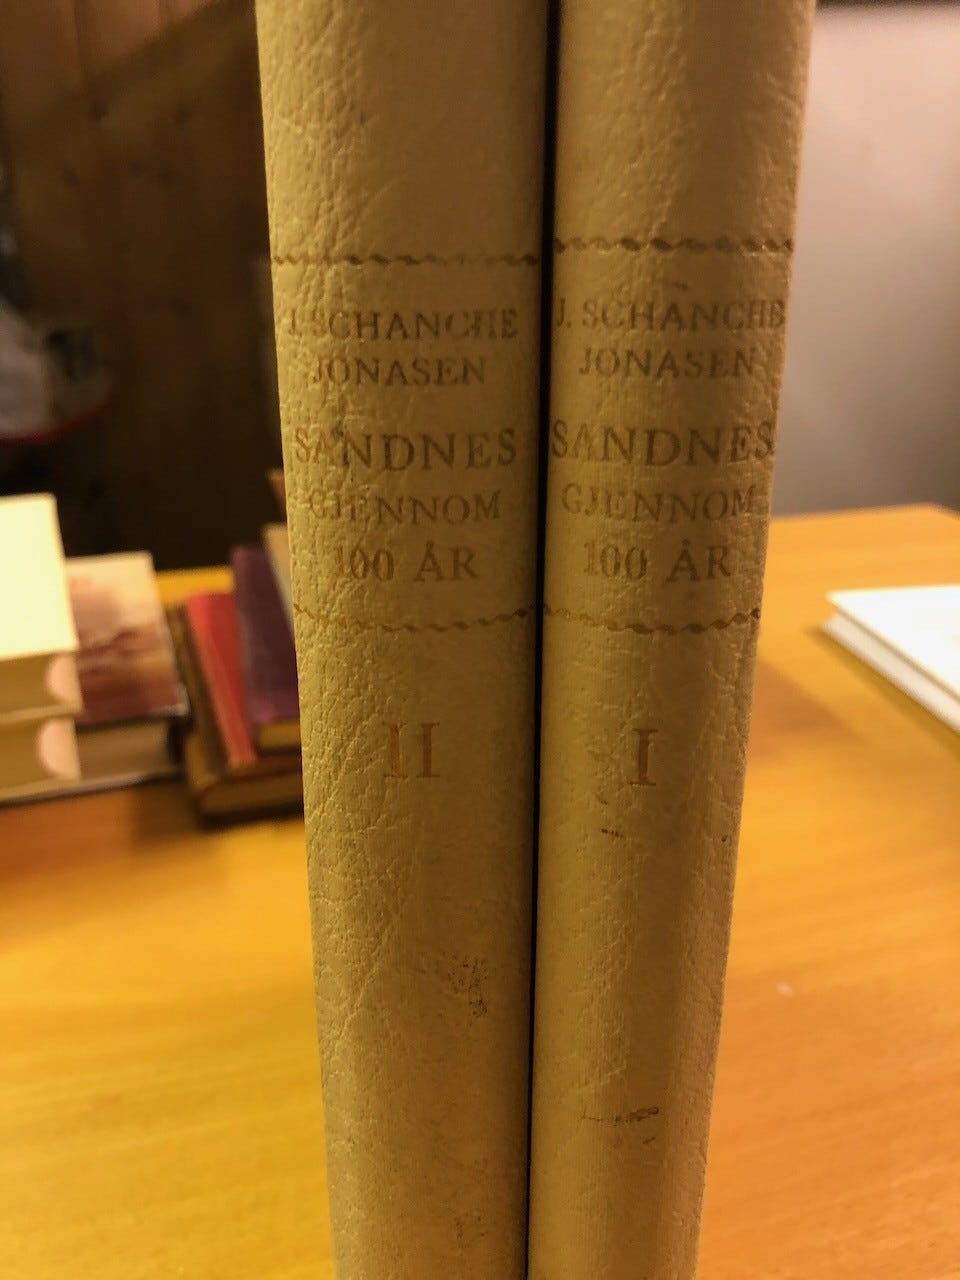 J. SCHANCHE
JONASEN
SANDNES
GJENNOM
100 ÅR
II
J. SCHANCHE
JONASEN
SANDNES
GJENNOM
100 ÅR
I